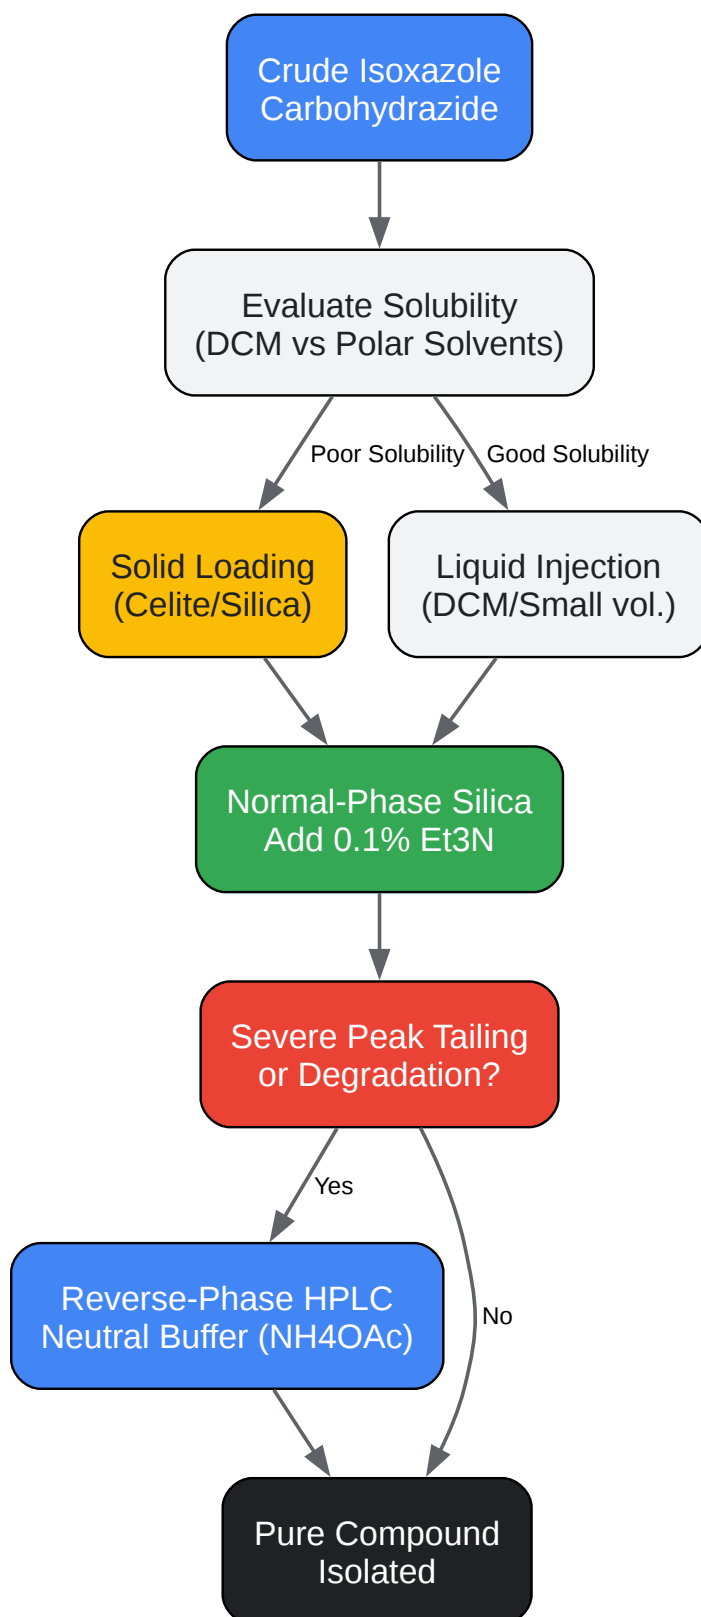 Crude Isoxazole
Carbohydrazide
Evaluate Solubility
(DCM vs Polar Solvents)
Poor Solubility
Good Solubility
Solid Loading
(Celite/Silica)
Liquid Injection
(DCM/Small vol.)
Normal-Phase Silica
Add 0.1% Et3N
Severe Peak Tailing
or Degradation?
Yes
Reverse-Phase HPLC
Neutral Buffer (NH4OAc)
No
Pure Compound
Isolated